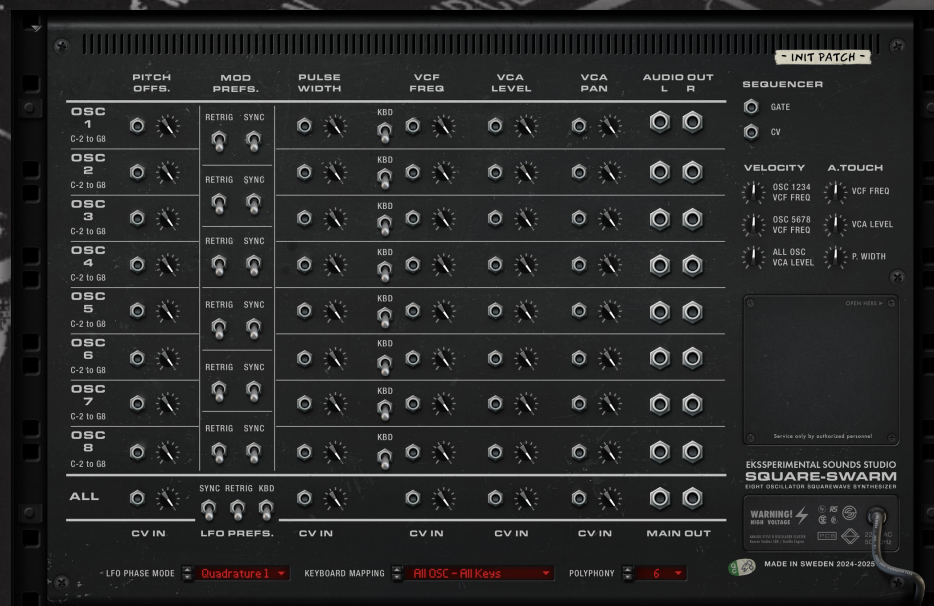 - INIT PATCH -
PITCH OFFS.
MOD PREFS.
PULSE WIDTH
VCF FREQ
VCA LEVEL
VCA PAN
AUDIO OUT
L R
SEQUENCER
GATE
CV
OSC 1
C-2 to G8
RETRIG SYNC
KBD
OSC 2
C-2 to G8
RETRIG SYNC
KBD
OSC 3
C-2 to G8
RETRIG SYNC
KBD
OSC 4
C-2 to G8
RETRIG SYNC
KBD
OSC 5
C-2 to G8
RETRIG SYNC
KBD
OSC 6
C-2 to G8
RETRIG SYNC
KBD
OSC 7
C-2 to G8
KBD
OSC 8
C-2 to G8
RETRIG SYNC
KBD
VELOCITY A.TOUCH
OSC 1234 VCF FREQ
VCF FREQ
OSC 5678 VCF FREQ
VCA LEVEL
ALL OSC VCA LEVEL
P. WIDTH
OPEN HERE
Service only by authorized personnel
EKSSPERIMENTAL SOUNDS STUDIO
SQUARE-SWARM
EIGHT OSCILLATOR SQUAREWAVE SYNTHESIZER
WARNING!
HIGH VOLTAGE
ALL
SYNC RETRIG KBD
CV IN
LFO PREFS.
CV IN
CV IN
CV IN
CV IN
MAIN OUT
LFO PHASE MODE
Quadrature 1
KEYBOARD MAPPING
All OSC - All Keys
POLYPHONY
6
MADE IN SWEDEN 2024-2025